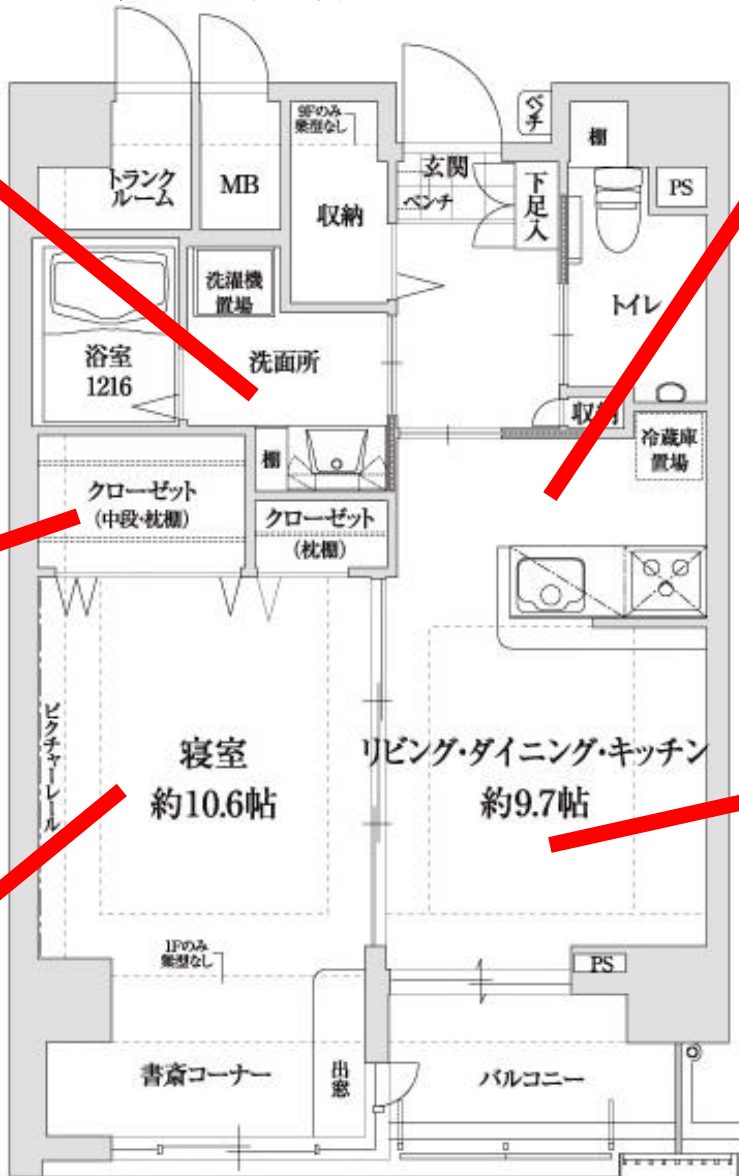 9Fのみ
梁型なし
ベンチ
棚
玄関
トランク
ルーム
MB
収納
ベンチ
下足入
PS
洗濯機
置場
トイレ
浴室
1216
洗面所
収納
冷蔵庫
置場
棚
クローゼット
(中段・枕棚)
クローゼット
(枕棚)
ピクチャーレール
寝室
約10.6帖
リビング・ダイニング・キッチン
約9.7帖
1Fのみ
梁型なし
PS
書斎コーナー
出窓
バルコニー